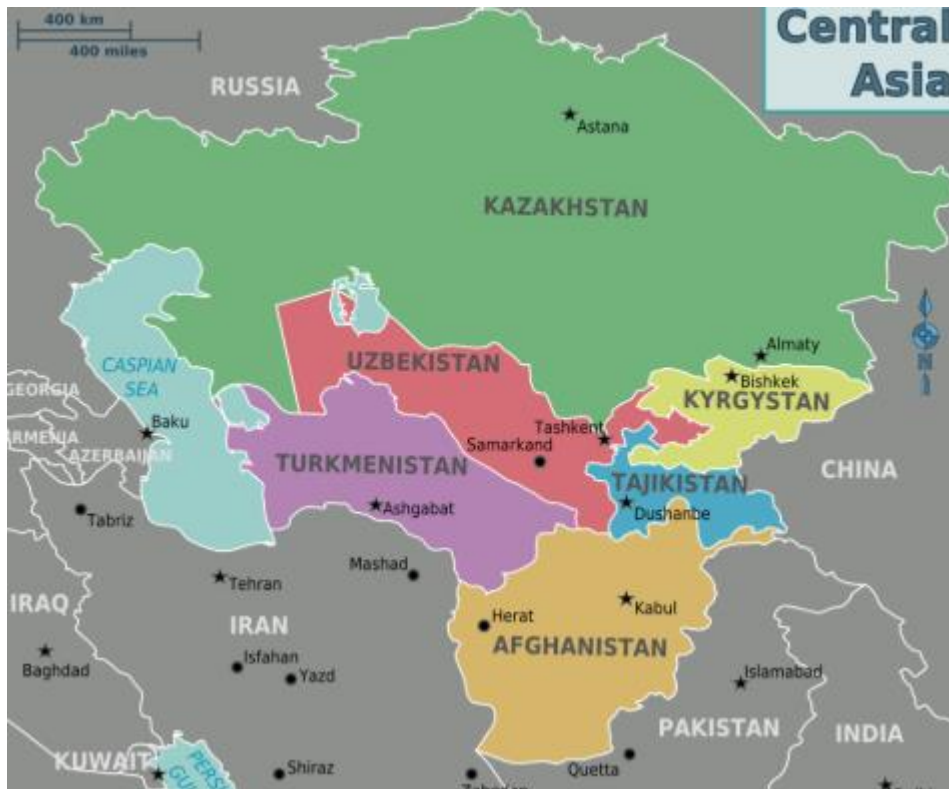 400 km
400 miles
Central
Asia
RUSSIA
Astana
KAZAKHSTAN
CASPIAN
SEA
UZBEKISTAN
Almaty
Bishkek
N
GEORGIA
KYRGYSTAN
Baku
Tashkent
ARMENIA
AZERBAIJAN
Samarkand
TURKMENISTAN
CHINA
TAJIKISTAN
Tabriz
Ashgabat
Dushanbe
Mashad
Tehran
IRAQ
Herat
Kabul
IRAN
AFGHANISTAN
Baghdad
Isfahan
Yazd
Islamabad
PAKISTAN
INDIA
KUWAIT
PERSI
GU
Shiraz
Quetta